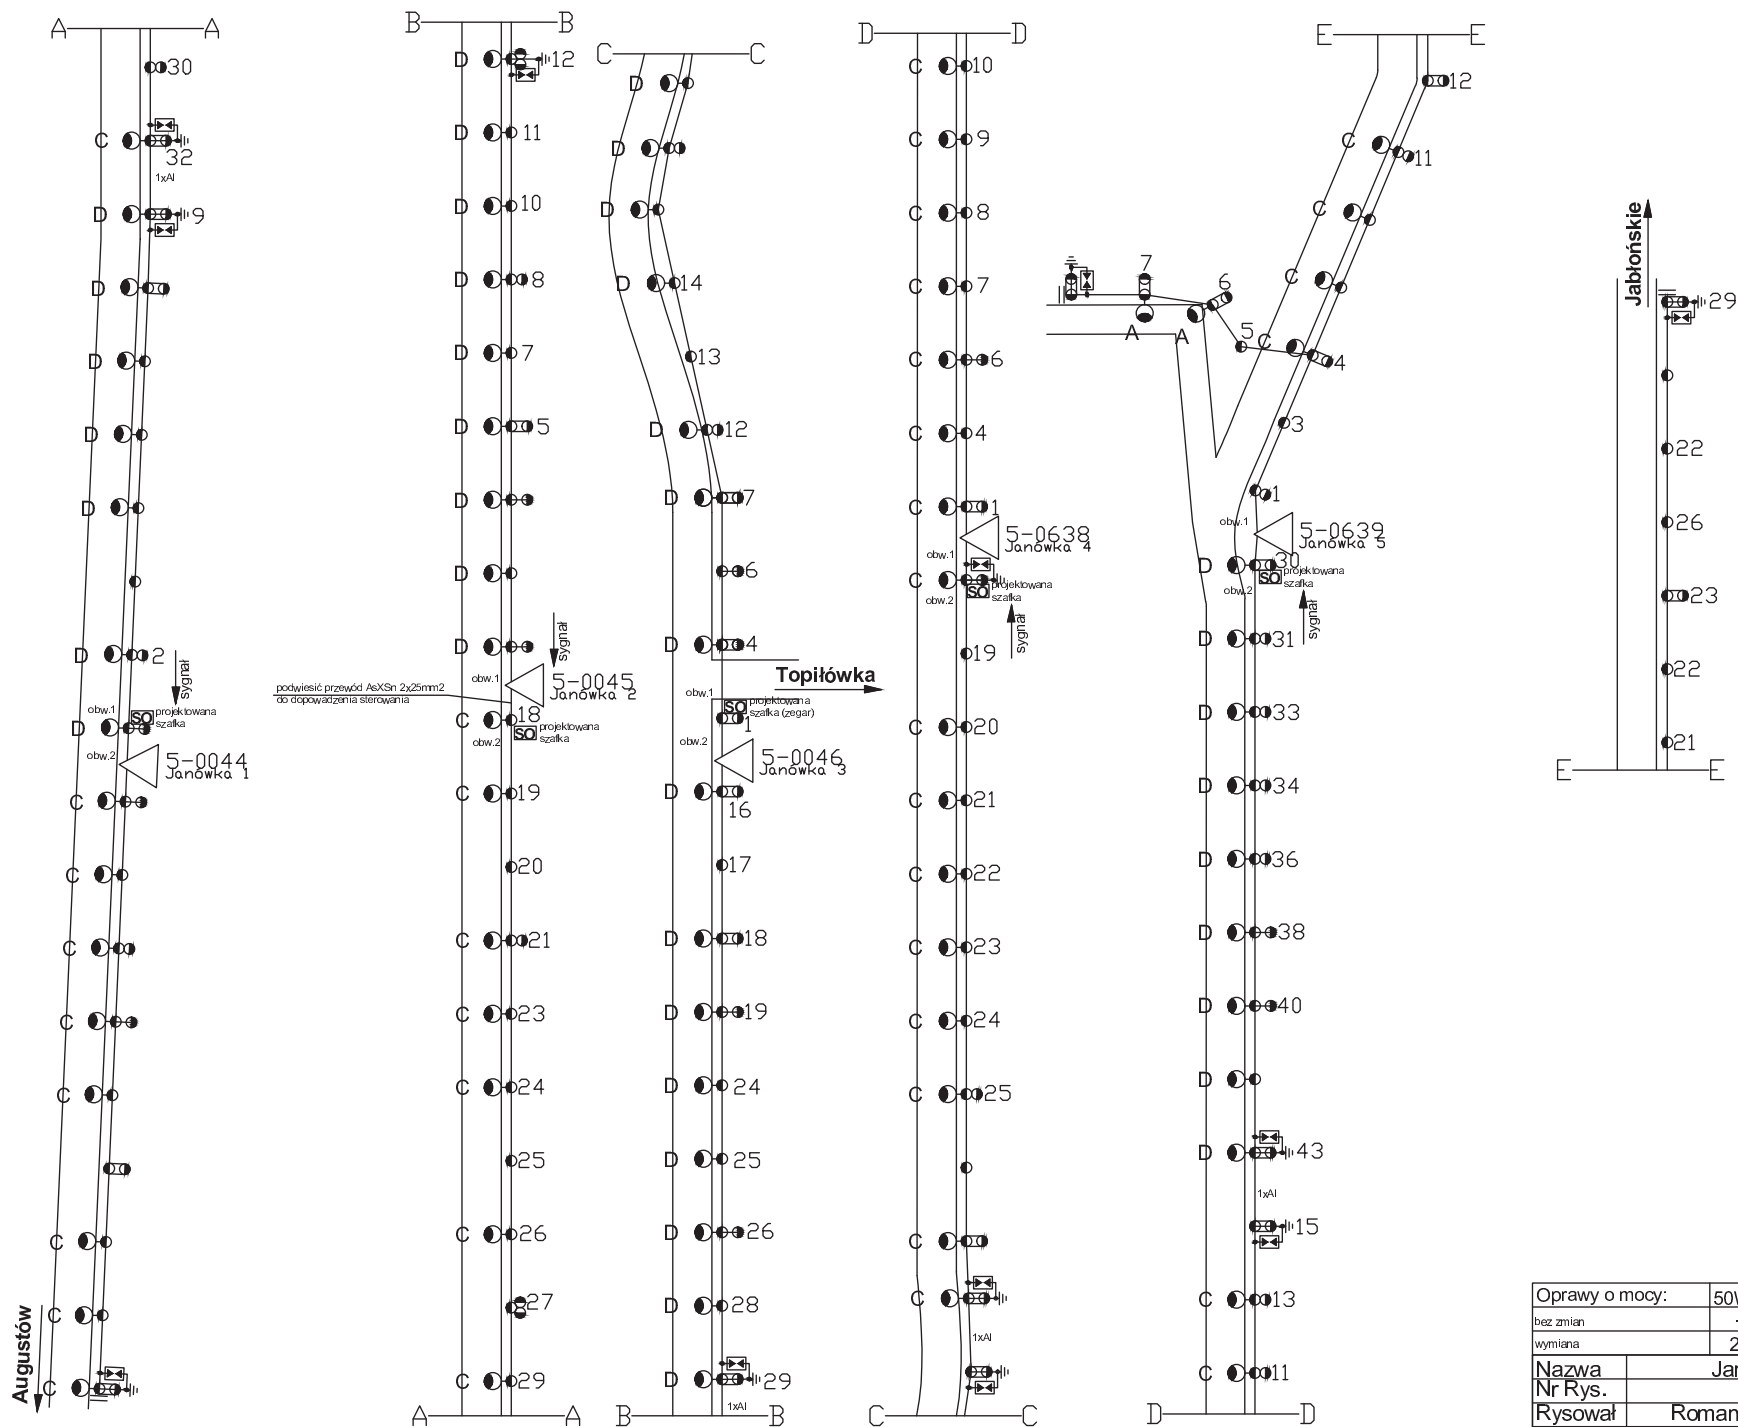 A A
30
C
32
1xAl
D 9
D
D
D
D
D 2
sygnał
obw.1
SO projektowana
szafka
D
obw.2
5-0044
Janówka 1
C
C
C
C
C
C
C
C
Augustów
B B
D 12
D 11
D 10
D 8
D 7
D 5
D
D
D
sygnał
obw.1
5-0045
Janówka 2
podwiesić przewód AsXSn 2x25mm2
do doprowadzenia sterowania
C 18
SO projektowana
szafka
obw.2
C 19
20
C 21
C 23
C 24
25
C 26
27
C 29
A A
C C
D
D
D
D 14
13
D 12
D 7
6
D 4
Topiłówka
obw.1
SO projektowana
szafka (zegar)
1
obw.2
5-0046
Janówka 3
D 16
17
D 18
D 19
D 24
D 25
D 26
D 28
D 29
1xAl
B B
D D
C 10
C 9
C 8
C 7
C 6
C 4
C 1
5-0638
Janówka 4
obw.1
C
SO projektowana
szafka
obw.2
sygnał
19
C 20
C 21
C 22
C 23
C 24
C 25
C
C
1xAl
C C
E E
12
C 11
C
C
7
6
A A
5
C 4
3
1
obw.1
5-0639
Janówka 5
D 30
SO projektowana
szafka
obw.2
sygnał
D 31
D 33
D 34
D 36
D 38
D 40
D
D 43
1xAl
15
C 13
C 11
D D
Jabłońskie
29
22
26
23
22
21
E E
Oprawy o mocy: 50
bez zmian
wymiana 2
Nazwa Jan
Nr Rys.
Rysował Roman